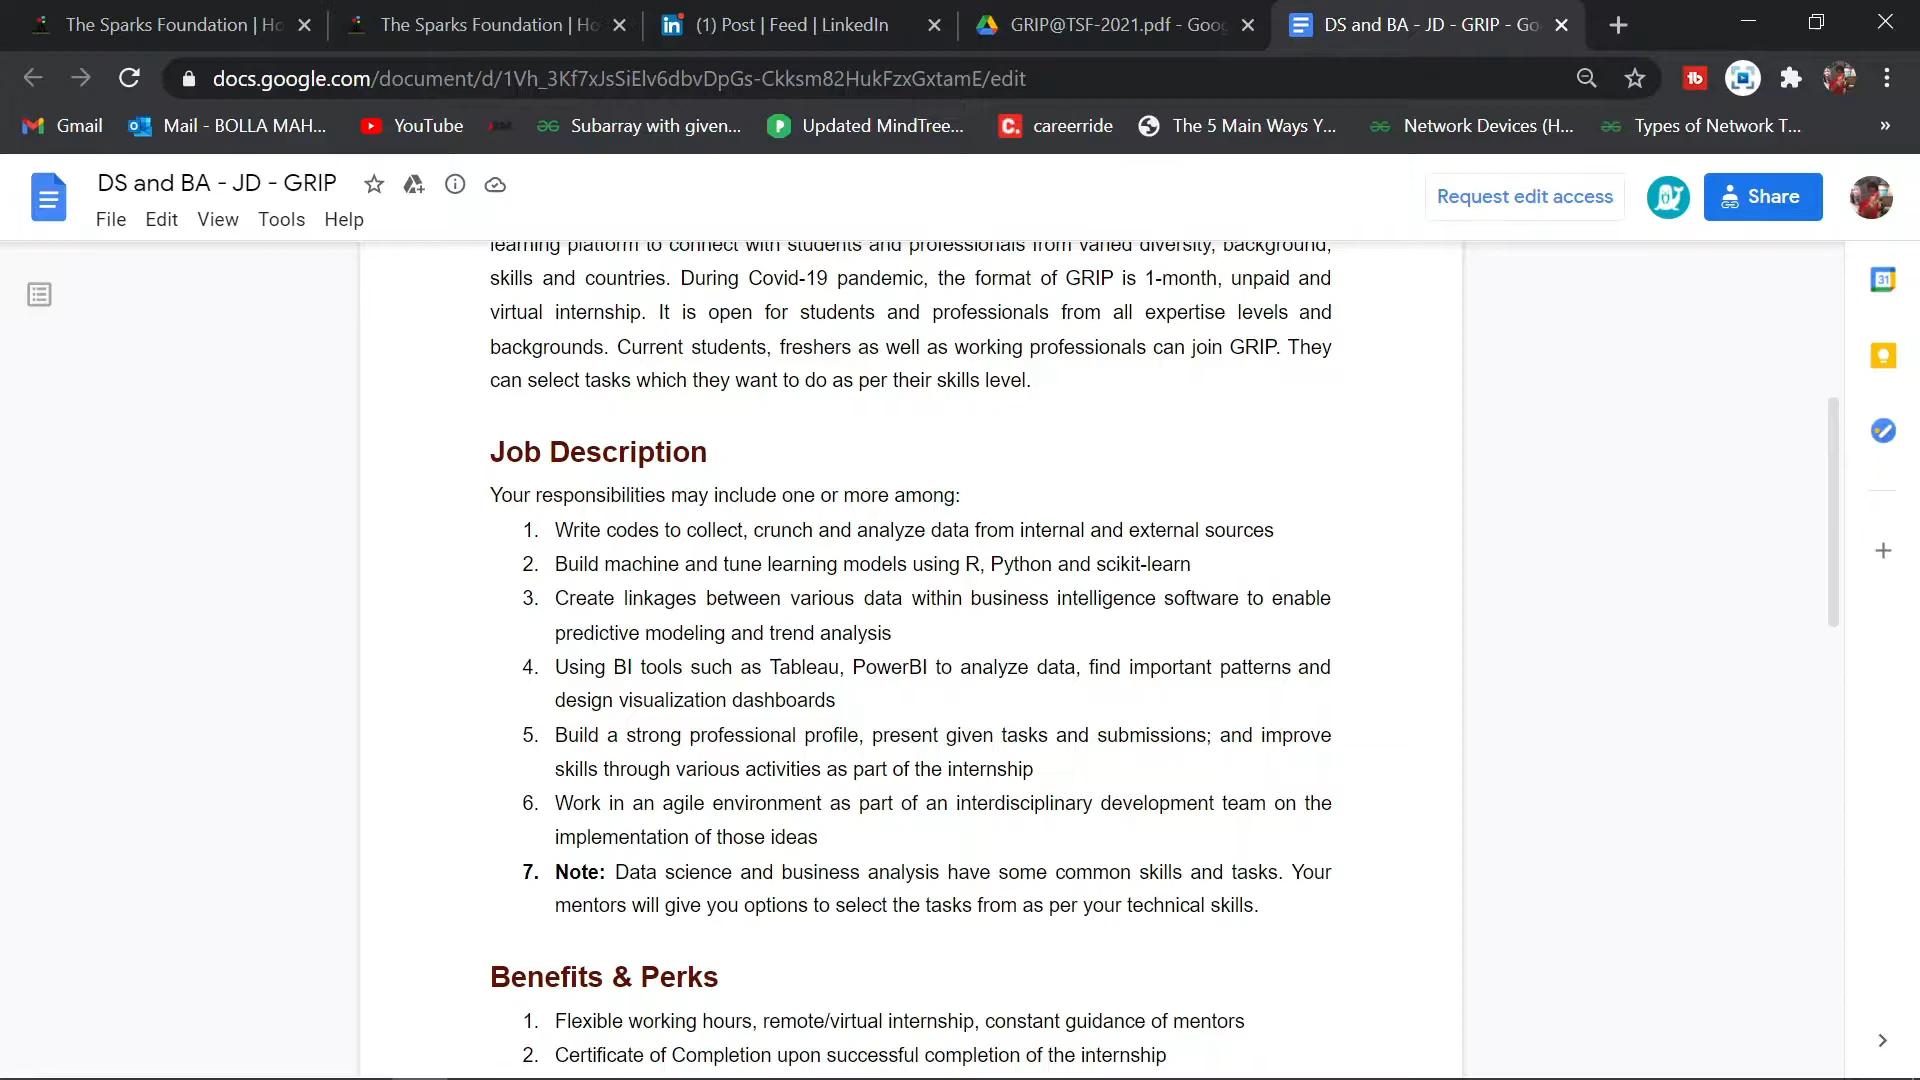 The Sparks Foundation | Ho
The Sparks Foundation | Ho
(1) Post | Feed | LinkedIn
GRIP@TSF-2021.pdf - Goog
DS and BA - JD - GRIP - Go
docs.google.com/document/d/1Vh_3Kf7xJsSiElv6dbvDpGs-Ckksm82HukFzxGxtamE/edit
Gmail
Mail - BOLLA MAH...
YouTube
Subarray with given...
Updated MindTree...
careerride
The 5 Main Ways Y...
Network Devices (H...
Types of Network T...
»
DS and BA - JD - GRIP
File Edit View Tools Help
Request edit access
Share
learning platform to connect with students and professionals from varied diversity, background,
skills and countries. During Covid-19 pandemic, the format of GRIP is 1-month, unpaid and
virtual internship. It is open for students and professionals from all expertise levels and
backgrounds. Current students, freshers as well as working professionals can join GRIP. They
can select tasks which they want to do as per their skills level.
Job Description
Your responsibilities may include one or more among:
1. Write codes to collect, crunch and analyze data from internal and external sources
2. Build machine and tune learning models using R, Python and scikit-learn
3. Create linkages between various data within business intelligence software to enable
predictive modeling and trend analysis
4. Using BI tools such as Tableau, PowerBI to analyze data, find important patterns and
design visualization dashboards
5. Build a strong professional profile, present given tasks and submissions; and improve
skills through various activities as part of the internship
6. Work in an agile environment as part of an interdisciplinary development team on the
implementation of those ideas
7. Note: Data science and business analysis have some common skills and tasks. Your
mentors will give you options to select the tasks from as per your technical skills.
Benefits & Perks
1. Flexible working hours, remote/virtual internship, constant guidance of mentors
2. Certificate of Completion upon successful completion of the internship